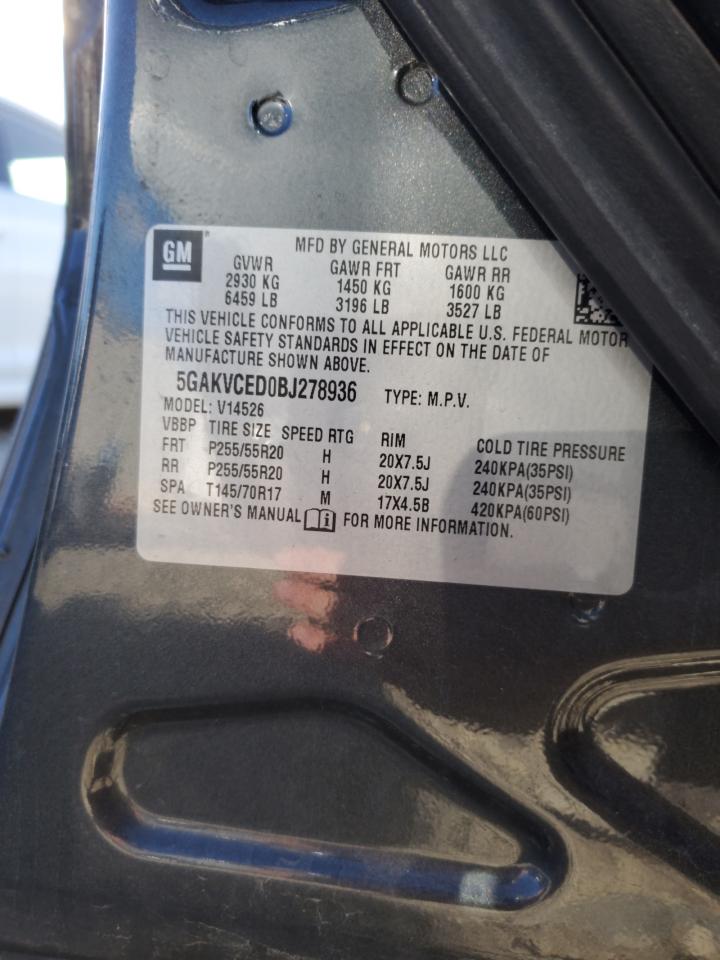 GM
MFD BY GENERAL MOTORS LLC
GVWR GAWR FRT GAWR RR
2930 KG 1450 KG 1600 KG
6459 LB 3196 LB 3527 LB
THIS VEHICLE CONFORMS TO ALL APPLICABLE U.S. FEDERAL MOTOR
VEHICLE SAFETY STANDARDS IN EFFECT ON THE DATE OF
MANUFACTURE SHOWN ABOVE.
5GAKVCED0BJ278936 TYPE: M.P.V.
MODEL: V14526
VBBP TIRE SIZE SPEED RTG RIM COLD TIRE PRESSURE
FRT P255/55R20 H 20X7.5J 240KPA(35PSI)
RR P255/55R20 H 20X7.5J 240KPA(35PSI)
SPA T145/70R17 M 17X4.5B 420KPA(60PSI)
SEE OWNER'S MANUAL FOR MORE INFORMATION.